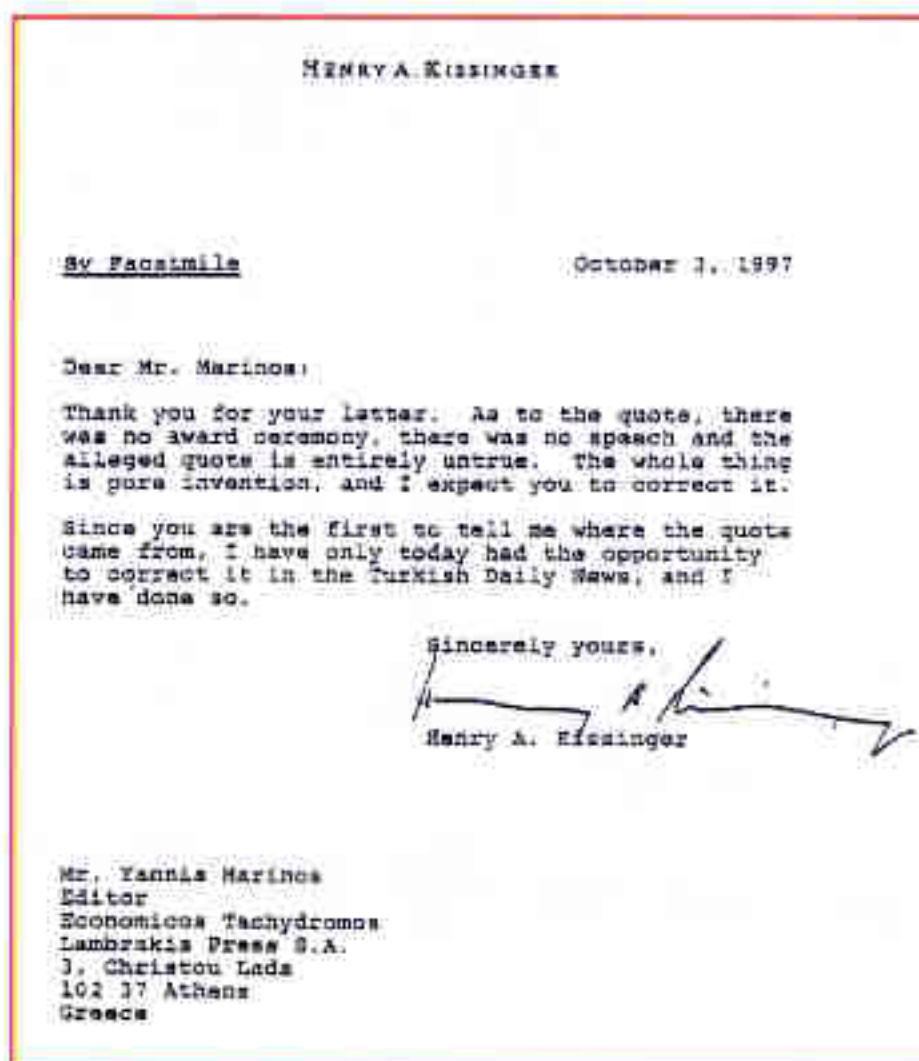 HENRY A. KISSINGER
By Facsimile October 3, 1997
Dear Mr. Marinos:
Thank you for your letter. As to the quote, there
was no award ceremony, there was no speech and the
alleged quote is entirely untrue. The whole thing
is pure invention, and I expect you to correct it.
Since you are the first to tell me where the quote
came from, I have only today had the opportunity
to correct it in the Turkish Daily News, and I
have done so.
Sincerely yours,
Henry A. Kissinger
Henry A. Kissinger
Mr. Yannis Marinos
Editor
Economicos Tachydromos
Lambrakis Press S.A.
3, Christou Lada
102 37 Athens
Greece